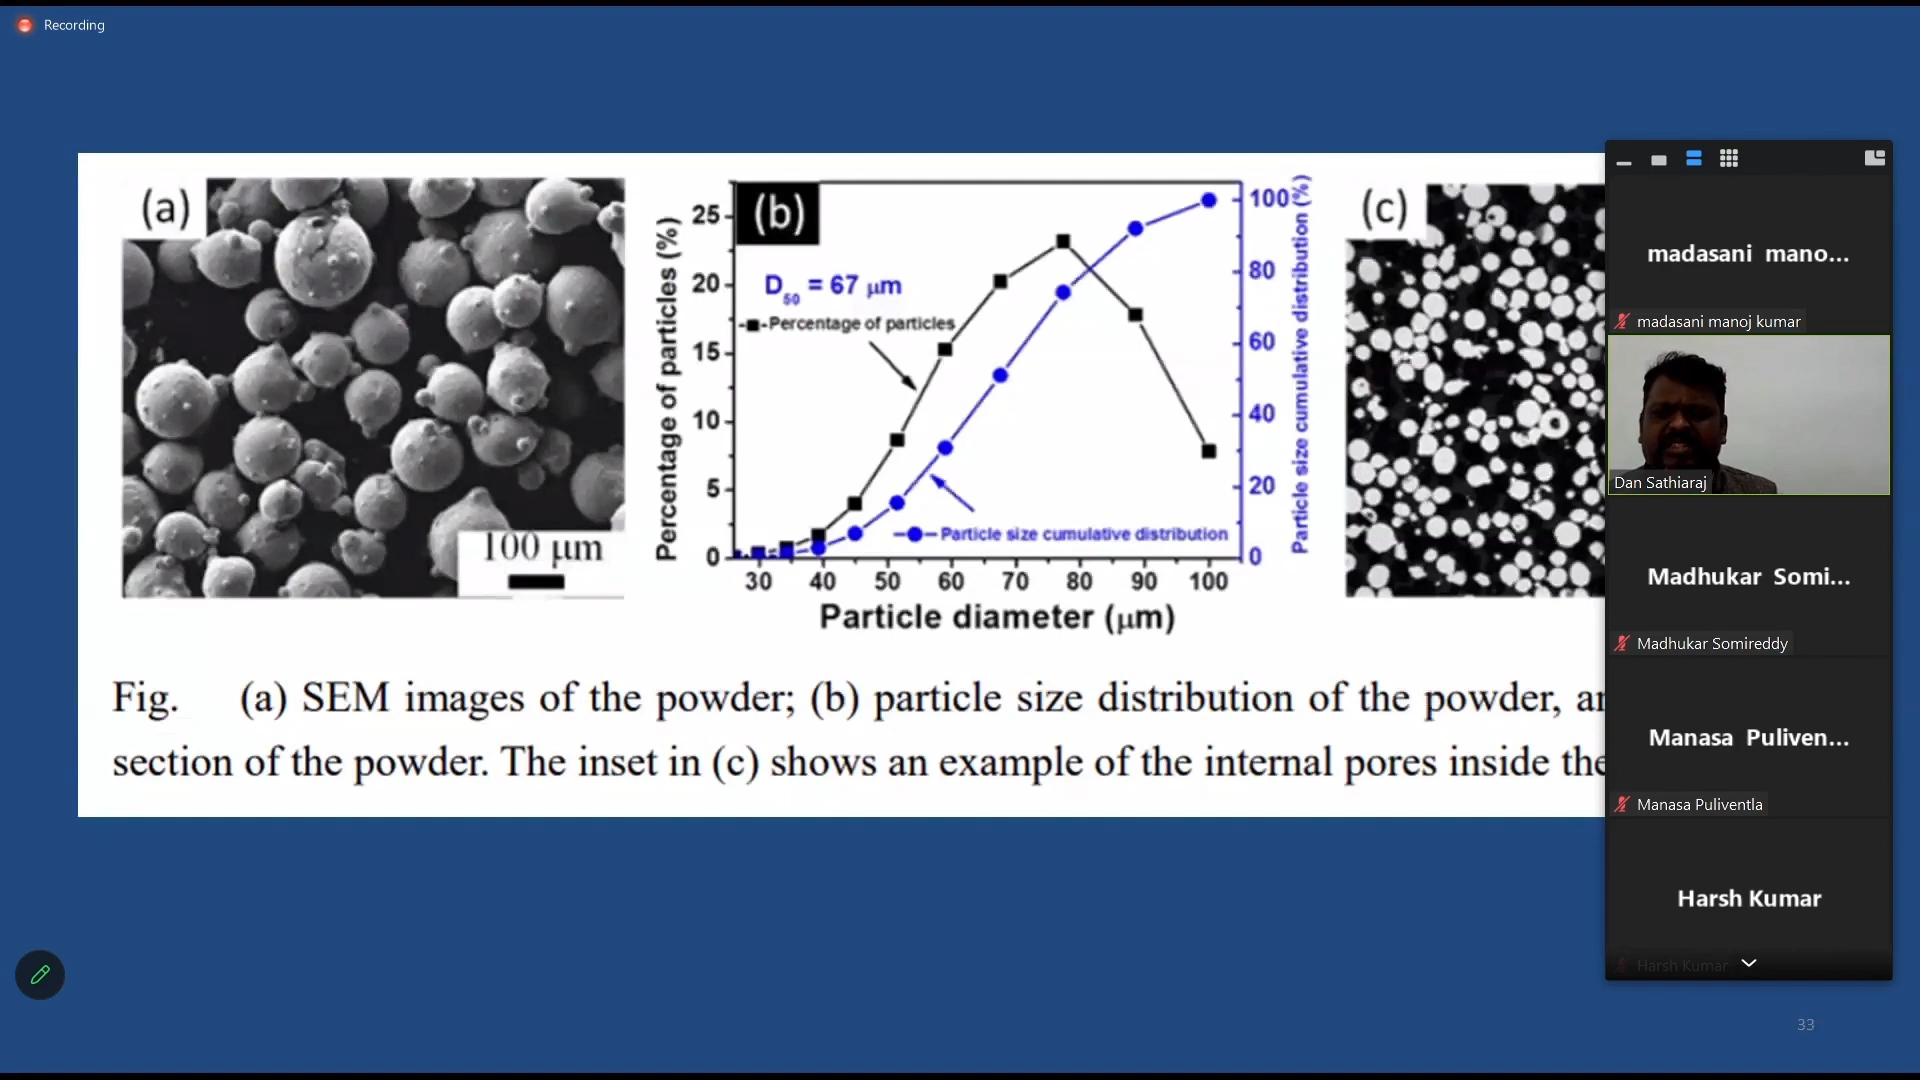 Recording
(a)
100 μm
(b)
D50 = 67 μm
Percentage of particles
Particle size cumulative distribution
Percentage of particles (%)
25
20
15
10
5
0
30 40 50 60 70 80 90 100
Particle diameter (μm)
100
80
60
40
20
0
Particle size cumulative distribution (%)
(c)
Fig. (a) SEM images of the powder; (b) particle size distribution of the powder, ar
section of the powder. The inset in (c) shows an example of the internal pores inside the
madasani mano...
madasani manoj kumar
Dan Sathiaraj
Madhukar Somi...
Madhukar Somireddy
Manasa Puliven...
Manasa Puliventla
Harsh Kumar
Harsh Kumar
33